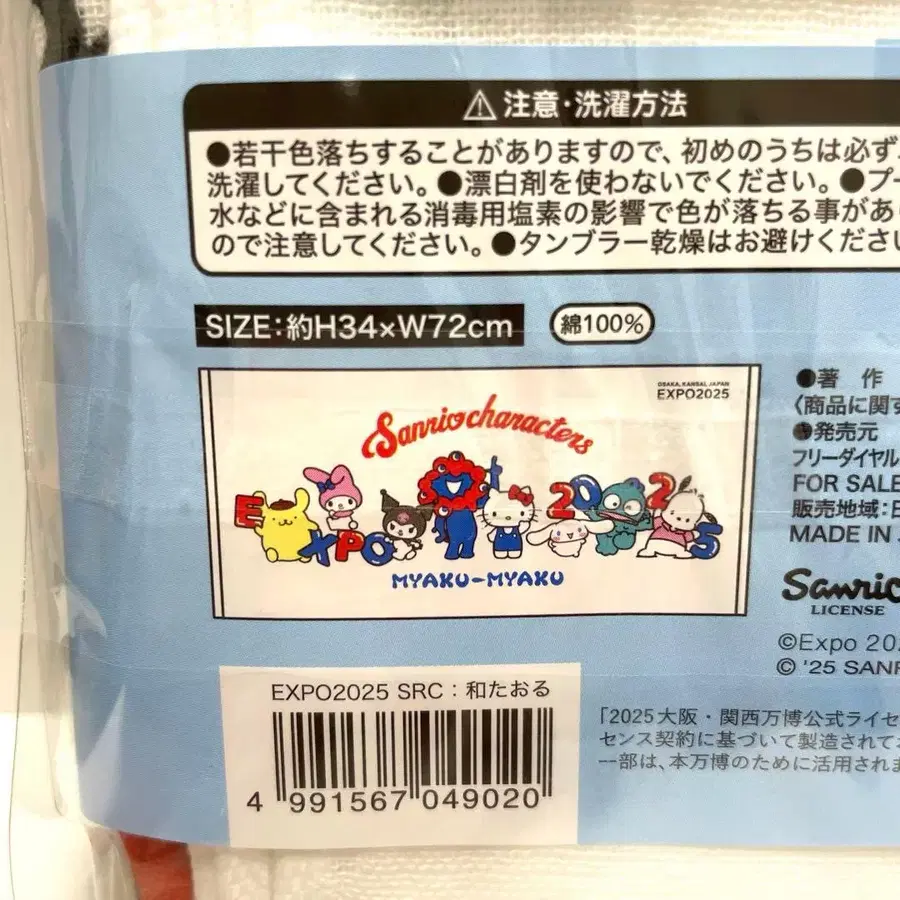 ⚠注意・洗濯方法
●若干色落ちすることがありますので、初めのうちは必ず
洗濯してください。●漂白剤を使わないでください。●プー
水などに含まれる消毒用塩素の影響で色が落ちる事があ
ので注意してください。●タンブラー乾燥はお避けくださ
SIZE:約H34×W72cm
綿100%
OSAKA, KANSAI, JAPAN
EXPO2025
Sanrio characters
EXPO
2025
MYAKU-MYAKU
●著 作
〈商品に関す
●発売元
フリーダイヤル
FOR SALE
販売地域:日
MADE IN
Sanrio
LICENSE
©Expo 202
© '25 SANR
EXPO2025 SRC:和たおる
4 991567 049020
「2025大阪・関西万博公式ライセ
センス契約に基づいて製造されて
一部は、本万博のために活用されま